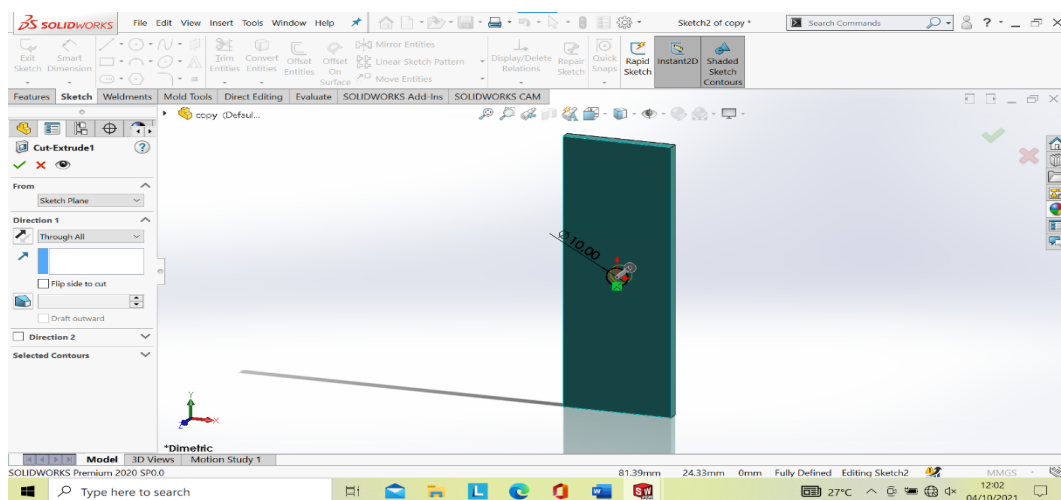 SOLIDWORKS File Edit View Insert Tools Window Help Sketch2 of copy * Search Commands ?
Exit Sketch Smart Dimension Trim Entities Convert Entities Offset Entities Offset On Surface Mirror Entities Linear Sketch Pattern Move Entities Display/Delete Relations Repair Sketch Quick Snaps Rapid Sketch Instant2D Shaded Sketch Contours
Features Sketch Weldments Mold Tools Direct Editing Evaluate SOLIDWORKS Add-Ins SOLIDWORKS CAM
copy (Defaul...
Cut-Extrude1
From
Sketch Plane
Direction 1
Through All
Flip side to cut
Draft outward
Direction 2
Selected Contours
Ø10,00
Y
X
Z
*Dimetric
Model 3D Views Motion Study 1
SOLIDWORKS Premium 2020 SP0.0 81.39mm 24.33mm 0mm Fully Defined Editing Sketch2 MMGS
Type here to search 27°C 12:02
04/10/2021